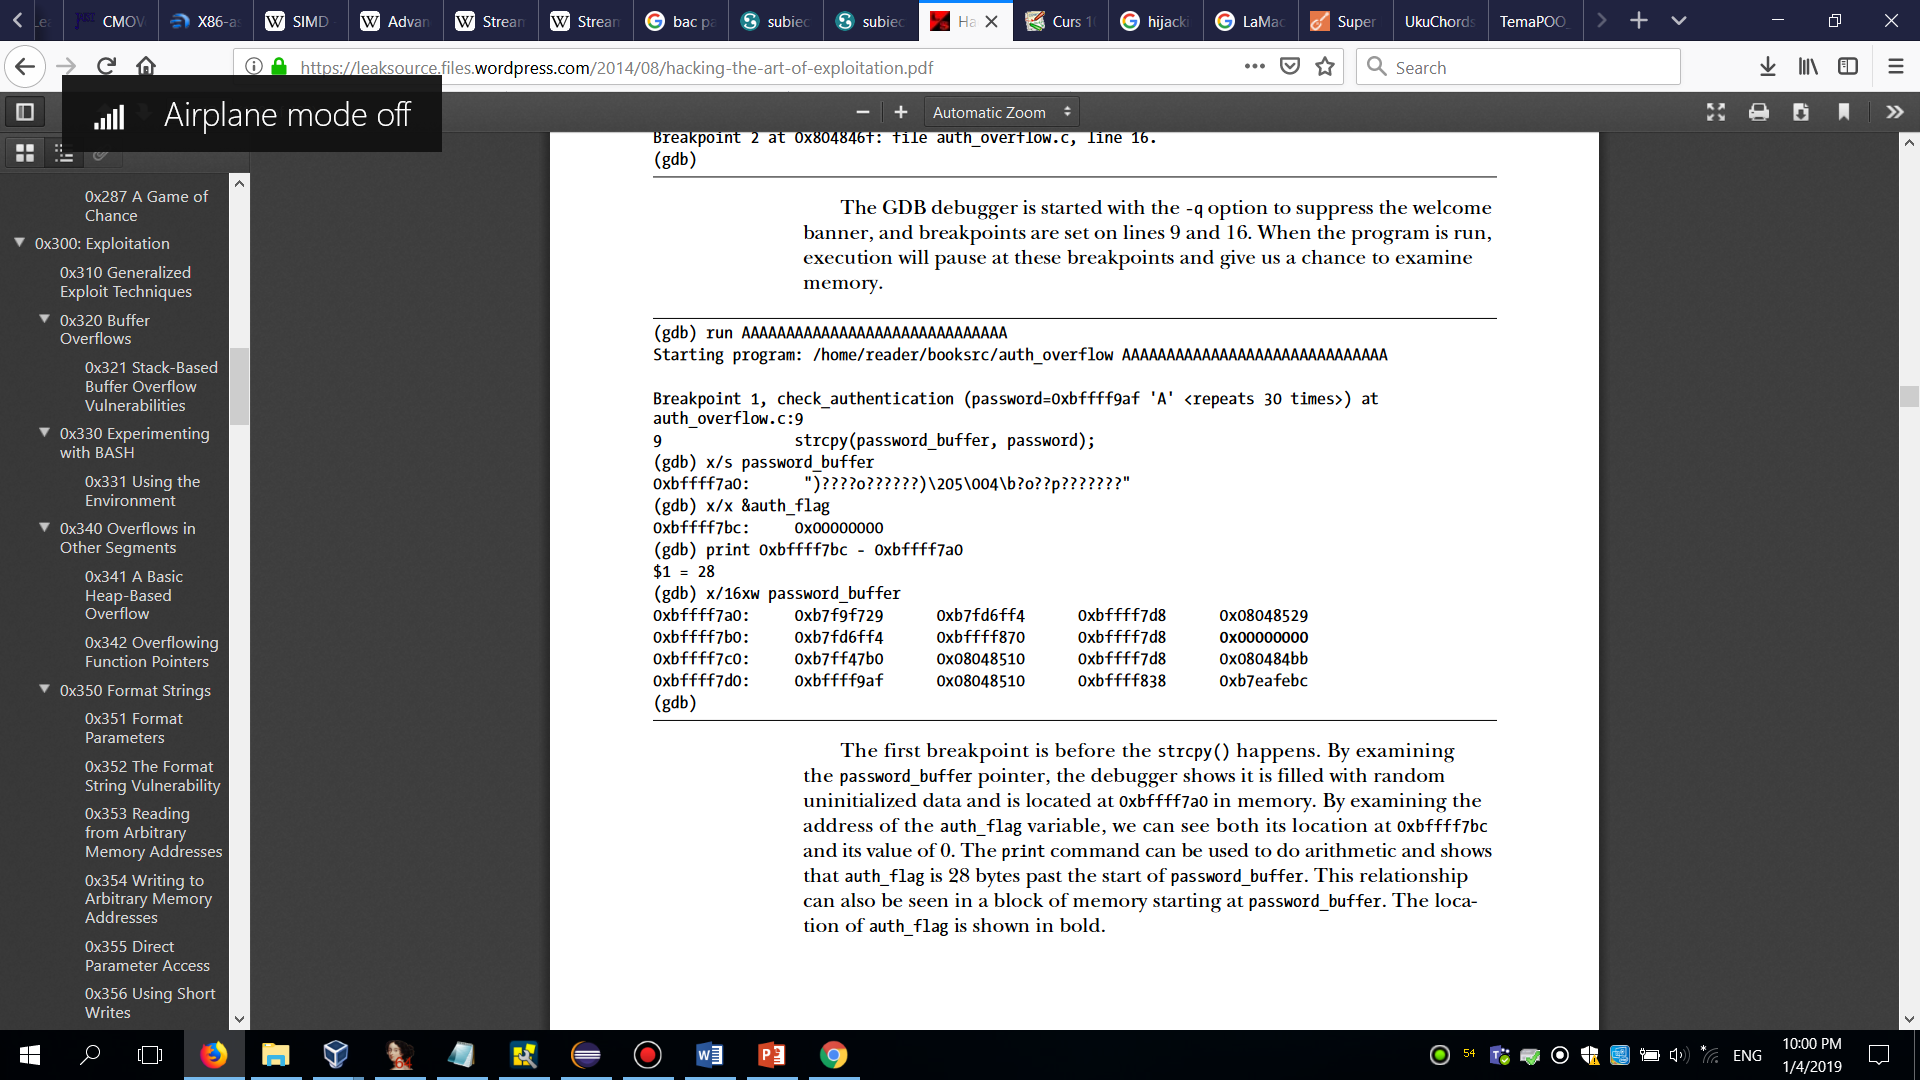 CMOV
X86-as
SIMD
Advan
Stream
Stream
bac pa
subiec
subiec
Ha
Curs 1
hijacki
LaMac
Super
UkuChords
TemaPOO_
https://leaksource.files.wordpress.com/2014/08/hacking-the-art-of-exploitation.pdf
Search
Airplane mode off
Automatic Zoom
0x287 A Game of
Chance
0x300: Exploitation
0x310 Generalized
Exploit Techniques
0x320 Buffer
Overflows
0x321 Stack-Based
Buffer Overflow
Vulnerabilities
0x330 Experimenting
with BASH
0x331 Using the
Environment
0x340 Overflows in
Other Segments
0x341 A Basic
Heap-Based
Overflow
0x342 Overflowing
Function Pointers
0x350 Format Strings
0x351 Format
Parameters
0x352 The Format
String Vulnerability
0x353 Reading
from Arbitrary
Memory Addresses
0x354 Writing to
Arbitrary Memory
Addresses
0x355 Direct
Parameter Access
0x356 Using Short
Writes
Breakpoint 2 at 0x804846f: file auth_overflow.c, line 16.
(gdb)
The GDB debugger is started with the -q option to suppress the welcome
banner, and breakpoints are set on lines 9 and 16. When the program is run,
execution will pause at these breakpoints and give us a chance to examine
memory.
(gdb) run AAAAAAAAAAAAAAAAAAAAAAAAAAAAAA
Starting program: /home/reader/booksrc/auth_overflow AAAAAAAAAAAAAAAAAAAAAAAAAAAAAA
Breakpoint 1, check_authentication (password=0xbffff9af 'A' <repeats 30 times>) at
auth_overflow.c:9
9 strcpy(password_buffer, password);
(gdb) x/s password_buffer
0xbffff7a0: ")????o??????)\205\004\b?o??p???????"
(gdb) x/x &auth_flag
0xbffff7bc: 0x00000000
(gdb) print 0xbffff7bc - 0xbffff7a0
$1 = 28
(gdb) x/16xw password_buffer
0xbffff7a0: 0xb7f9f729 0xb7fd6ff4 0xbffff7d8 0x08048529
0xbffff7b0: 0xb7fd6ff4 0xbffff870 0xbffff7d8 0x00000000
0xbffff7c0: 0xb7ff47b0 0x08048510 0xbffff7d8 0x080484bb
0xbffff7d0: 0xbffff9af 0x08048510 0xbffff838 0xb7eafebc
(gdb)
The first breakpoint is before the strcpy() happens. By examining
the password_buffer pointer, the debugger shows it is filled with random
uninitialized data and is located at 0xbffff7a0 in memory. By examining the
address of the auth_flag variable, we can see both its location at 0xbffff7bc
and its value of 0. The print command can be used to do arithmetic and shows
that auth_flag is 28 bytes past the start of password_buffer. This relationship
can also be seen in a block of memory starting at password_buffer. The loca-
tion of auth_flag is shown in bold.
54
ENG
10:00 PM
1/4/2019